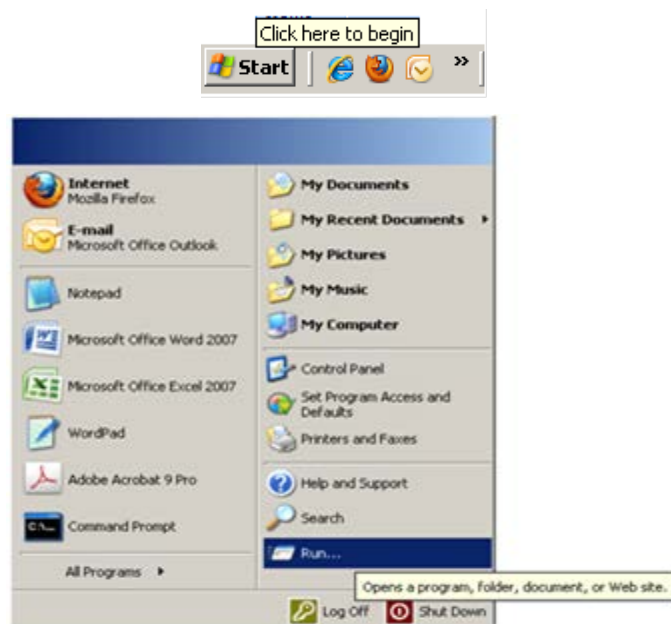 Click here to begin
Start »
Internet
Mozilla Firefox
E-mail
Microsoft Office Outlook
Notepad
Microsoft Office Word 2007
Microsoft Office Excel 2007
WordPad
Adobe Acrobat 9 Pro
Command Prompt
All Programs
My Documents
My Recent Documents
My Pictures
My Music
My Computer
Control Panel
Set Program Access and
Defaults
Printers and Faxes
Help and Support
Search
Run...
Opens a program, folder, document, or Web site.
Log Off Shut Down